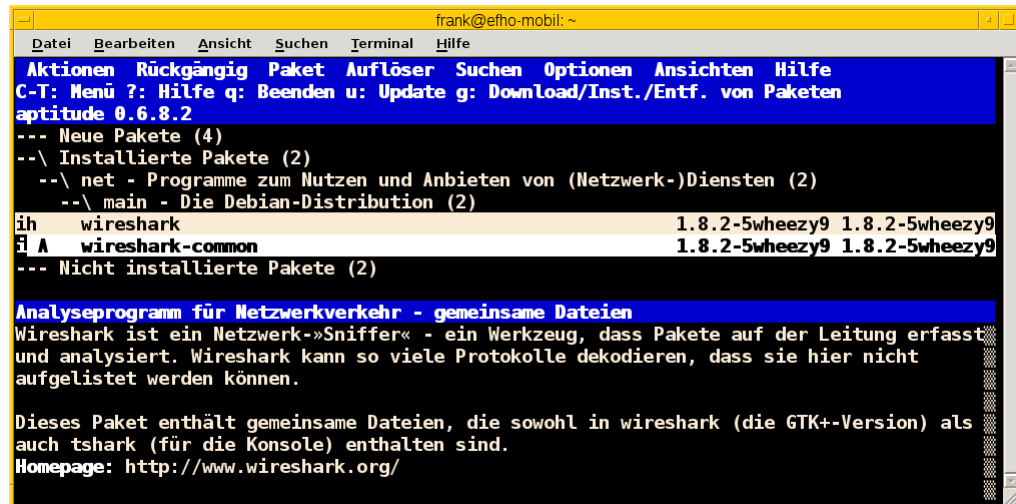 frank@efho-mobil: ~
Datei Bearbeiten Ansicht Suchen Terminal Hilfe
Aktionen Rückgängig Paket Auflöser Suchen Optionen Ansichten Hilfe
C-T: Menü ?: Hilfe q: Beenden u: Update g: Download/Inst./Entf. von Paketen
aptitude 0.6.8.2
--- Neue Pakete (4)
--\ Installierte Pakete (2)
--\ net - Programme zum Nutzen und Anbieten von (Netzwerk-)Diensten (2)
--\ main - Die Debian-Distribution (2)
ih wireshark 1.8.2-5wheezy9 1.8.2-5wheezy9
i A wireshark-common 1.8.2-5wheezy9 1.8.2-5wheezy9
--- Nicht installierte Pakete (2)
Analyseprogramm für Netzwerkverkehr - gemeinsame Dateien
Wireshark ist ein Netzwerk-»Sniffer« - ein Werkzeug, dass Pakete auf der Leitung erfasst
und analysiert. Wireshark kann so viele Protokolle dekodieren, dass sie hier nicht
aufgelistet werden können.
Dieses Paket enthält gemeinsame Dateien, die sowohl in wireshark (die GTK+-Version) als
auch tshark (für die Konsole) enthalten sind.
Homepage: http://www.wireshark.org/